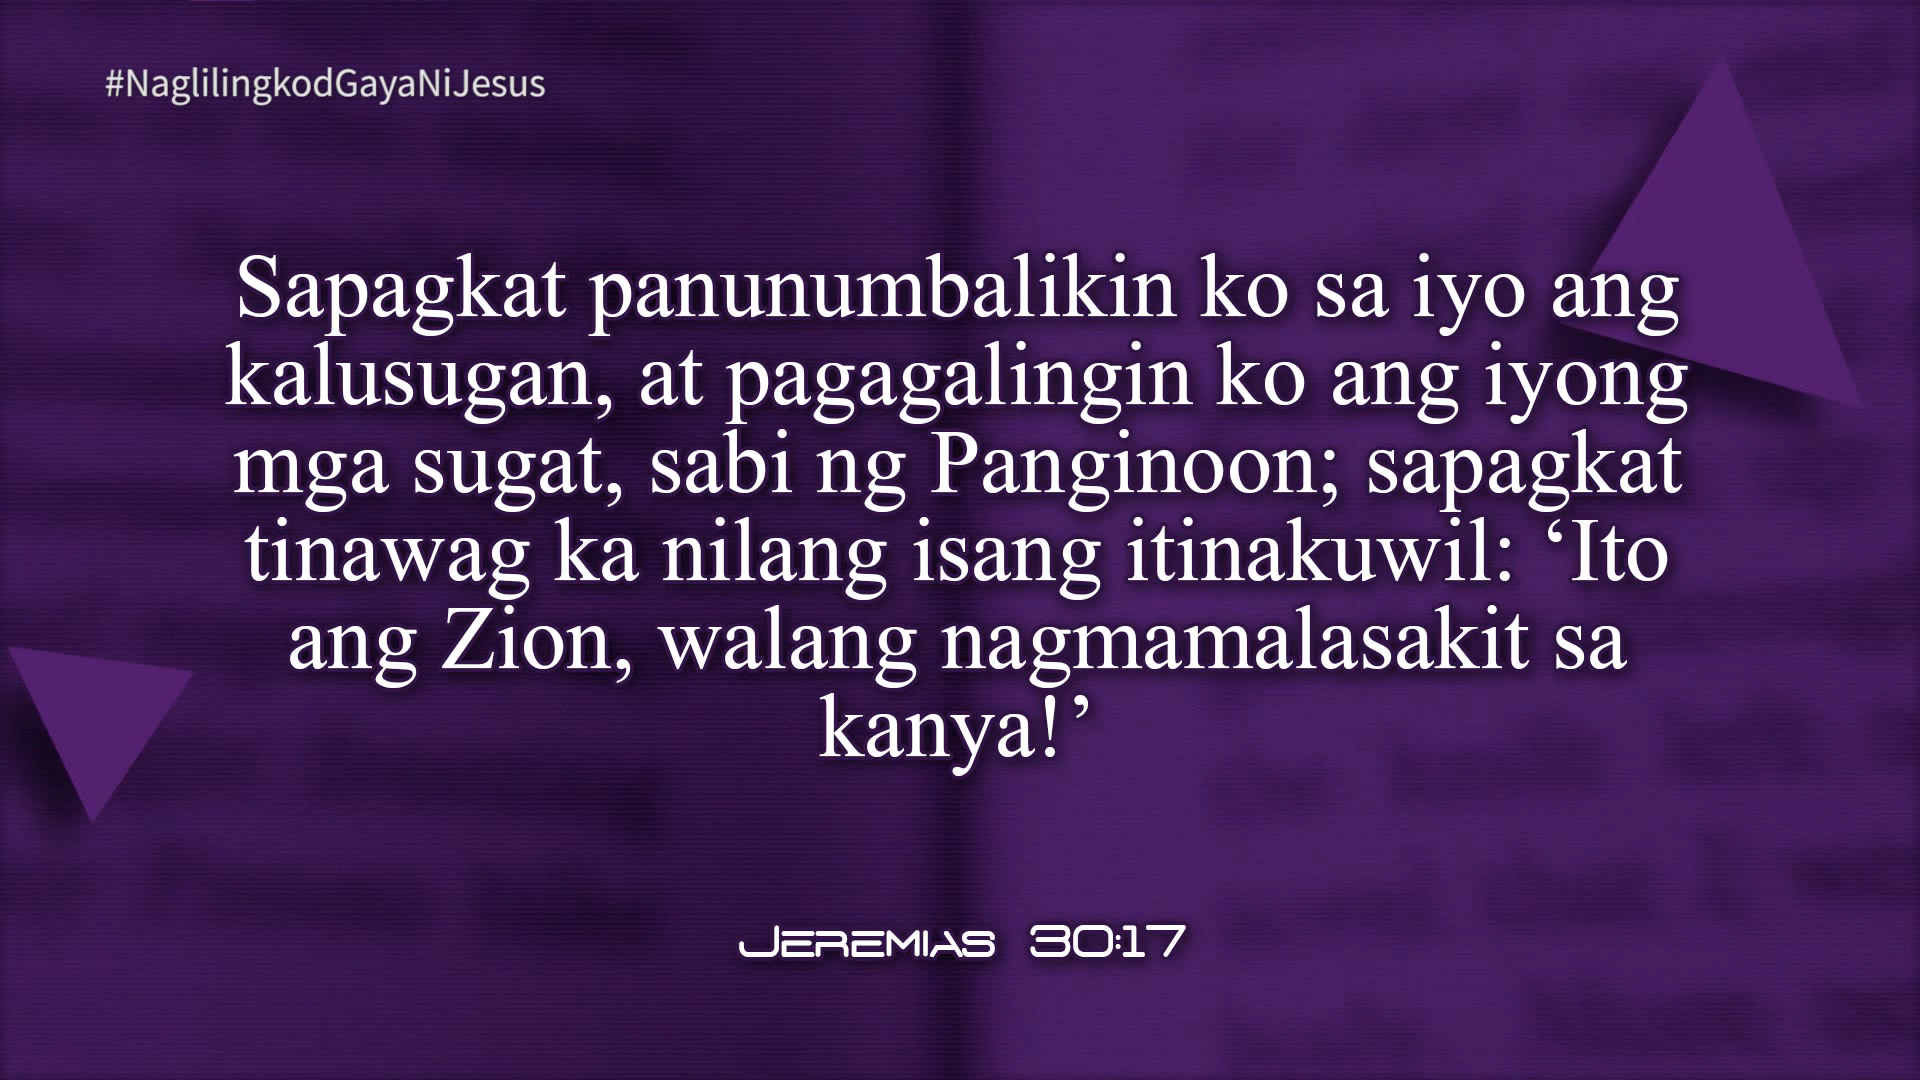 #NaglilingkodGayaNiJesus
Sapagkat panunumbalikin ko sa iyo ang
kalusugan, at pagagalingin ko ang iyong
mga sugat, sabi ng Panginoon; sapagkat
tinawag ka nilang isang itinakuwil: ‘Ito
ang Zion, walang nagmamalasakit sa
kanya!’
Jeremias 30:17